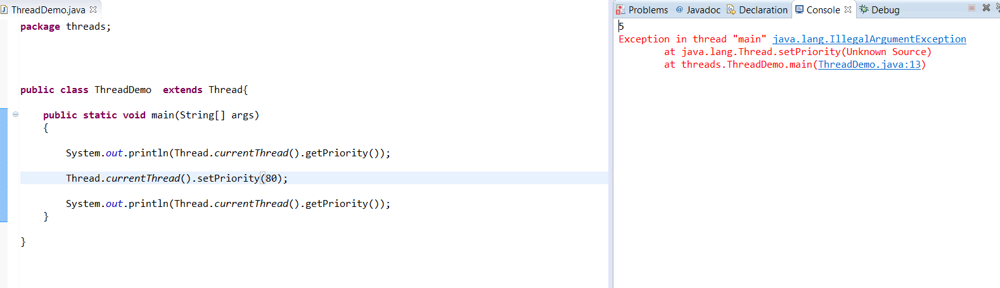 ThreadDemo.java
package threads;
public class ThreadDemo  extends Thread{
    public static void main(String[] args)
    {
        System.out.println(Thread.currentThread().getPriority());
        Thread.currentThread().setPriority(80);
        System.out.println(Thread.currentThread().getPriority());
    }
}
Problems @ Javadoc Declaration Console Debug
5
Exception in thread "main" java.lang.IllegalArgumentException
        at java.lang.Thread.setPriority(Unknown Source)
        at threads.ThreadDemo.main(ThreadDemo.java:13)